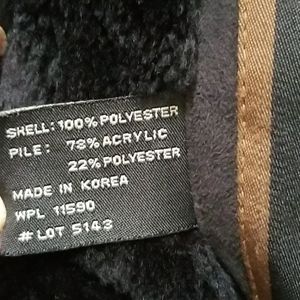 SHELL: 100% POLYESTER
PILE: 78% ACRYLIC
22% POLYESTER
MADE IN KOREA
WPL 11590
# LOT 5143